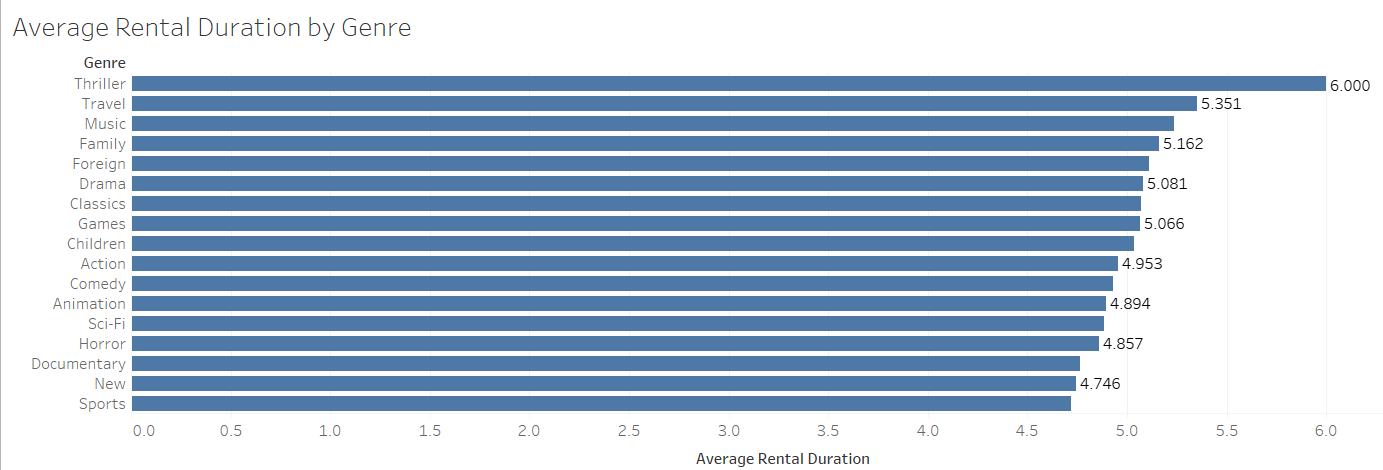 Average Rental Duration by Genre
Genre
Thriller 6.000
Travel 5.351
Music
Family 5.162
Foreign
Drama 5.081
Classics
Games 5.066
Children
Action 4.953
Comedy
Animation 4.894
Sci-Fi
Horror 4.857
Documentary
New 4.746
Sports
0.0 0.5 1.0 1.5 2.0 2.5 3.0 3.5 4.0 4.5 5.0 5.5 6.0
Average Rental Duration